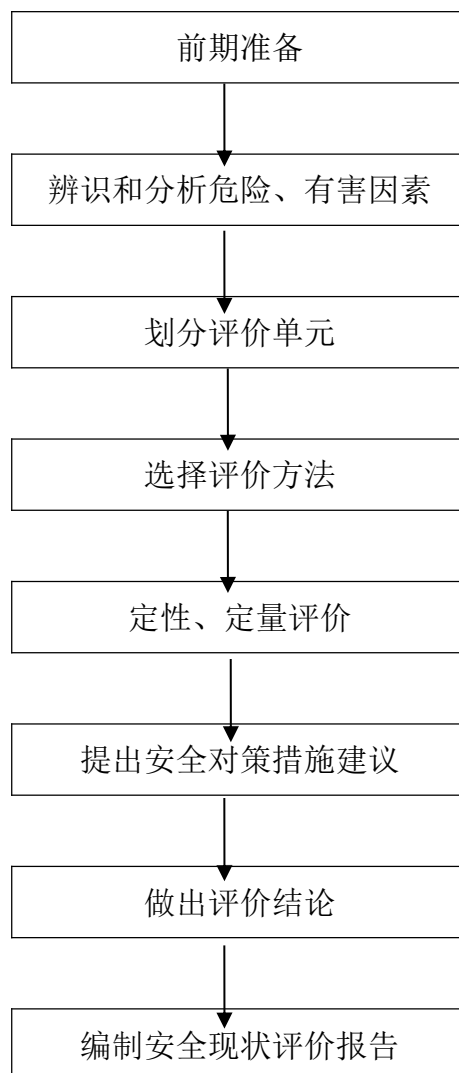 前期准备
辨识和分析危险、有害因素
划分评价单元
选择评价方法
定性、定量评价
提出安全对策措施建议
做出评价结论
编制安全现状评价报告